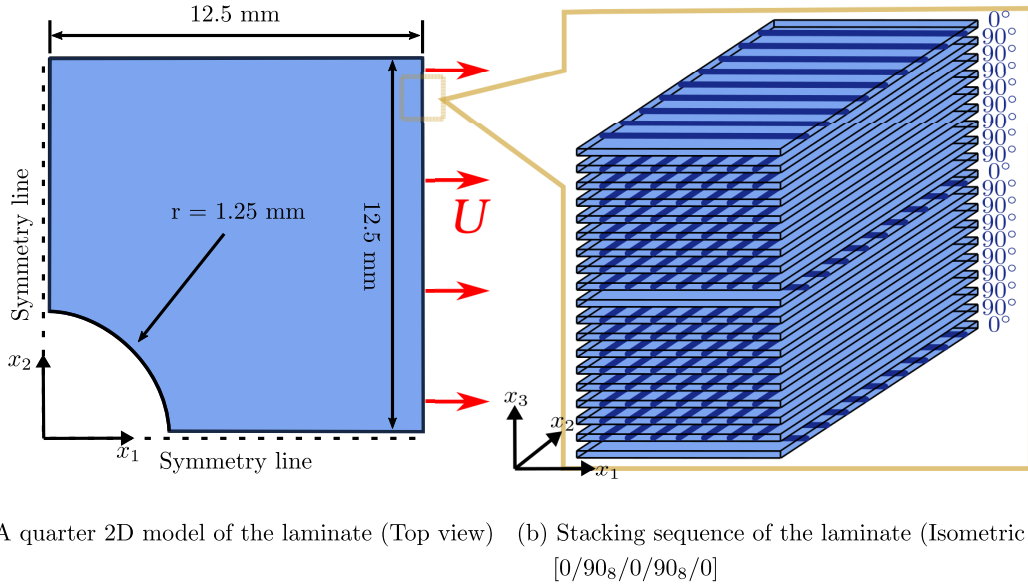 12.5 mm
Symmetry line
r = 1.25 mm
12.5 mm
U
x₂
x₁
Symmetry line
0°
90°
90°
90°
90°
90°
90°
90°
90°
0°
90°
90°
90°
90°
90°
90°
90°
90°
0°
x₃
x₂
x₁
A quarter 2D model of the laminate (Top view)
(b) Stacking sequence of the laminate (Isometric
[0/90₈/0/90₈/0]